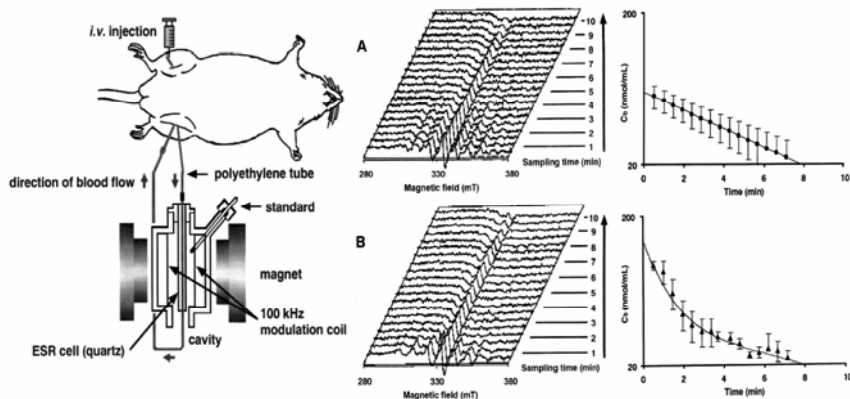 i.v. injection
polyethylene tube
direction of blood flow
standard
magnet
100 kHz
modulation coil
cavity
ESR cell (quartz)
A
10
9
8
7
6
5
4
3
2
1
Sampling time (min)
280
330
380
Magnetic field (mT)
200
Cb (nmol/mL)
20
0
2
4
6
8
10
Time (min)
B
10
9
8
7
6
5
4
3
2
1
Sampling time (min)
280
330
380
Magnetic field (mT)
200
Cb (nmol/mL)
20
0
2
4
6
8
10
Time (min)